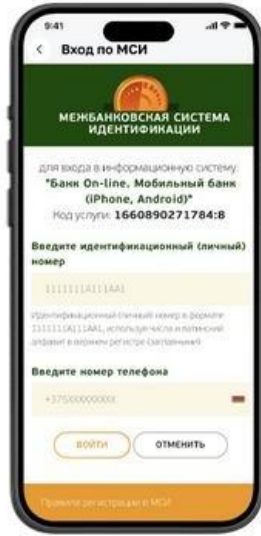 9:41
Вход по МСИ
МЕЖБАНКОВСКАЯ СИСТЕМА
ИДЕНТИФИКАЦИИ
для входа в информационную систему:
"Банк On-line, Мобильный банк
(iPhone, Android)"
Код услуги: 1660890271784:8
Введите идентификационный (личный)
номер
1111111A111AA1
Идентификационный (личный) номер в формате
1111111A111AA1, используя числа и латинский
алфавит в верхнем регистре (заглавными)
Введите номер телефона
+375XXXXXXXXX
ВОЙТИ
ОТМЕНИТЬ
Правила регистрации в МСИ